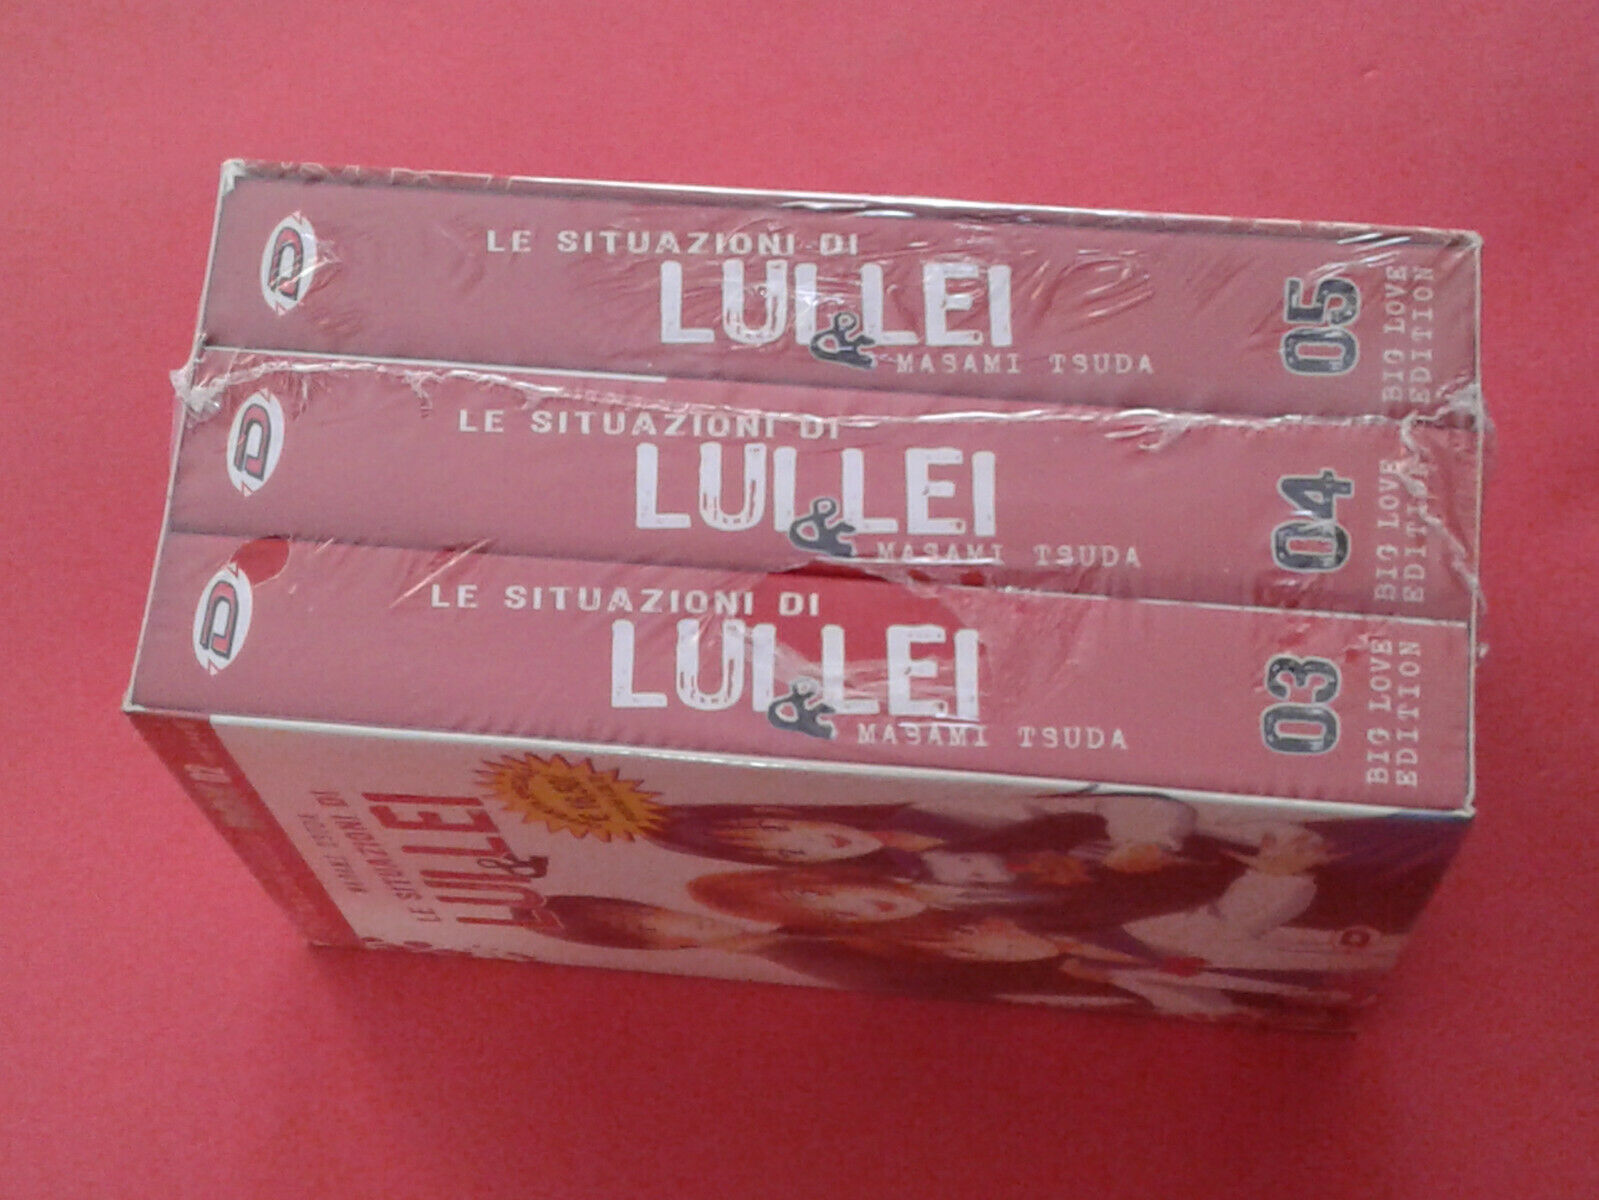 LE SITUAZIONI DI
LUI & LEI
MASAMI TSUDA
05
BIG LOVE
EDITION
LE SITUAZIONI DI
LUI & LEI
MASAMI TSUDA
04
BIG LOVE
EDITION
LE SITUAZIONI DI
LUI & LEI
MASAMI TSUDA
03
BIG LOVE
EDITION
MASAMI TSUDA
LE SITUAZIONI DI
LUI & LEI